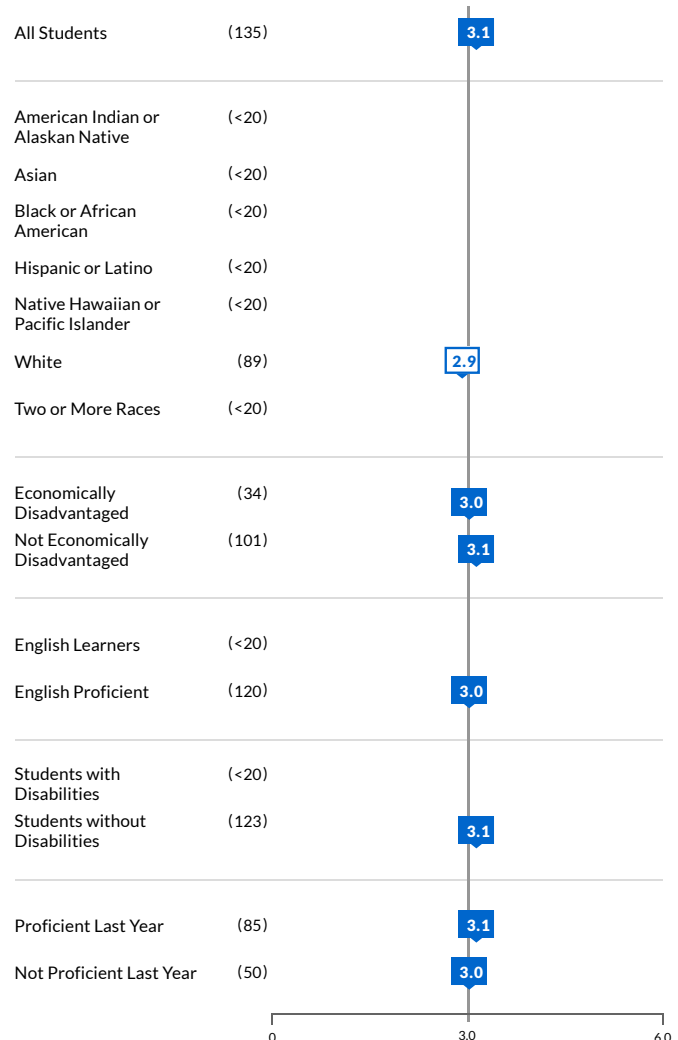 All Students (135) 3.1
American Indian or (<20)
Alaskan Native
Asian (<20)
Black or African (<20)
American
Hispanic or Latino (<20)
Native Hawaiian or (<20)
Pacific Islander
White (89) 2.9
Two or More Races (<20)
Economically (34) 3.0
Disadvantaged
Not Economically (101) 3.1
Disadvantaged
English Learners (<20)
English Proficient (120) 3.0
Students with (<20)
Disabilities
Students without (123) 3.1
Disabilities
Proficient Last Year (85) 3.1
Not Proficient Last Year (50) 3.0
0 3.0 6.0